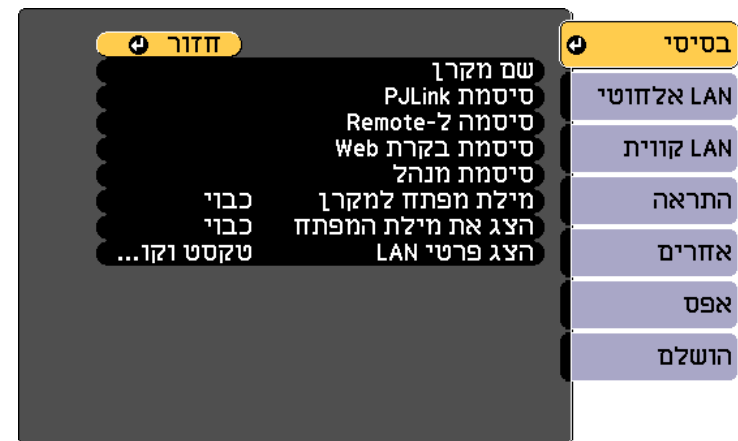 בסיסי
LAN אלחוטי
LAN קווית
התראה
אחרים
אפס
הושלם
חזור
שם מקרן
סיסמת PJLink
סיסמה ל-Remote
סיסמת בקרת Web
סיסמת מנהל
מילת מפתח למקרן כבוי
הצג את מילת המפתח כבוי
הצג פרטי LAN טקסט וקו...